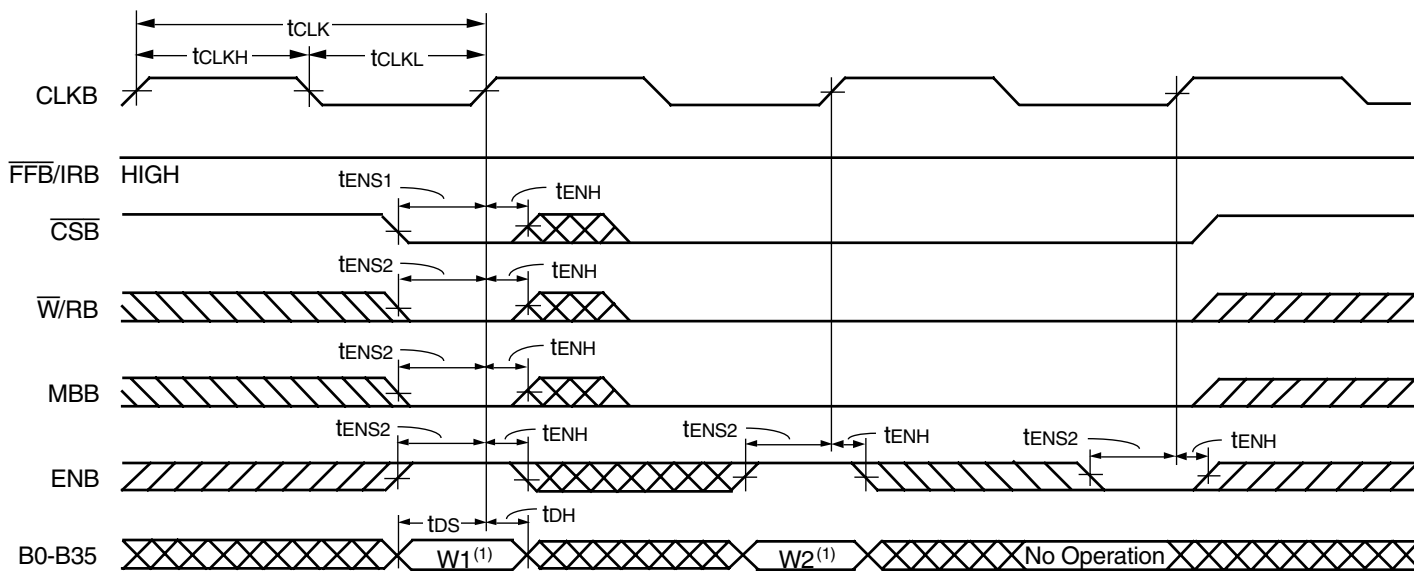 tCLK
tCLKH tCLKL
CLKB
FFB/IRB HIGH
tENS1 tENH
CSB
tENS2 tENH
W/RB
tENS2 tENH
MBB
tENS2 tENH tENS2 tENH tENS2 tENH
ENB
tDS tDH
B0-B35 W1(1) W2(1) No Operation